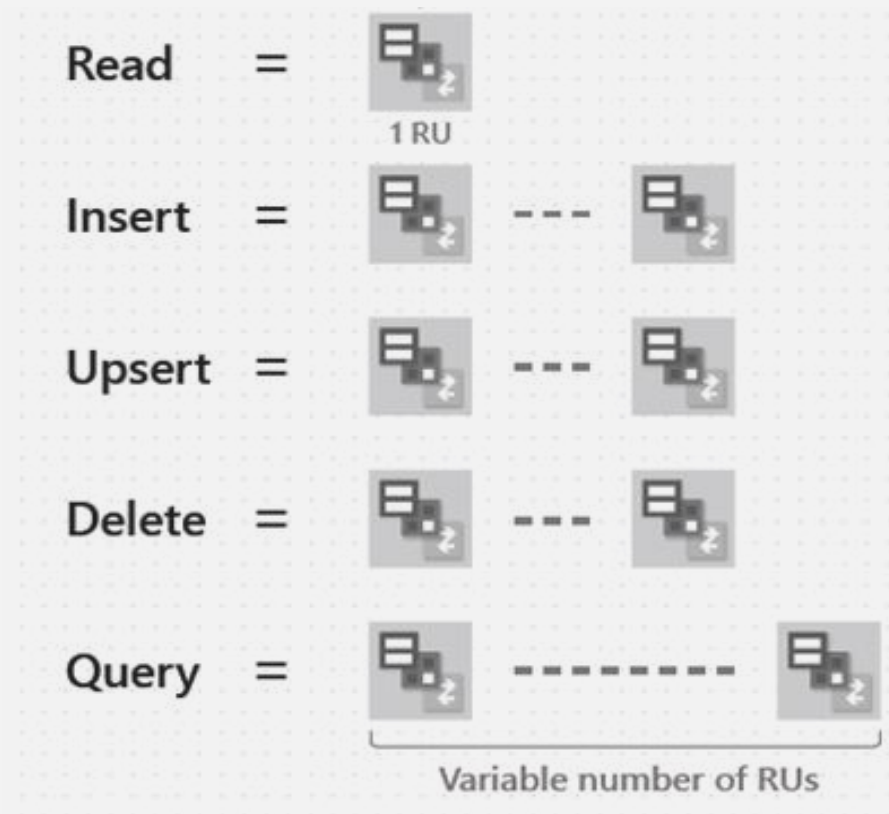 Read =
1 RU
Insert =
Upsert =
Delete =
Query =
Variable number of RUs